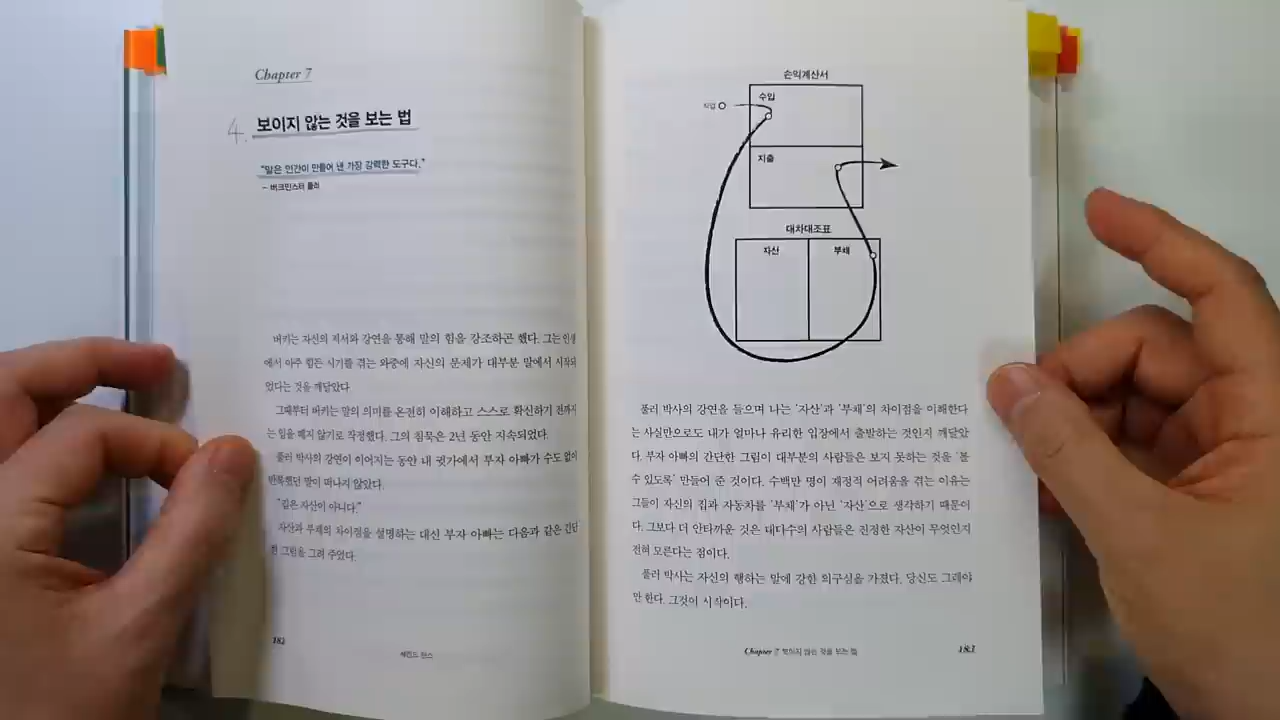 Chapter 7
4. 보이지 않는 것을 보는 법
"말은 인간이 만들어 낸 가장 강력한 도구다."
– 버크민스터 풀러
버키는 자신의 저서와 강연을 통해 말의 힘을 강조하곤 했다. 그는 인생
에서 아주 힘든 시기를 겪는 와중에 자신의 문제가 대부분 말에서 시작되
었다는 것을 깨달았다.
그때부터 버키는 말의 의미를 온전히 이해하고 스스로 확신하기 전까지
는 입을 떼지 않기로 작정했다. 그의 침묵은 2년 동안 지속되었다.
풀러 박사의 강연이 이어지는 동안 내 귓가에서 부자 아빠가 수도 없이
반복했던 말이 떠나지 않았다.
"집은 자산이 아니다."
자산과 부채의 차이점을 설명하는 대신 부자 아빠는 다음과 같은 간단
한 그림을 그려 주었다.
182
세컨드 찬스
손익계산서
직업
수입
지출
대차대조표
자산 부채
풀러 박사의 강연을 들으며 나는 '자산'과 '부채'의 차이점을 이해한다
는 사실만으로도 내가 얼마나 유리한 입장에서 출발하는 것인지 깨달았
다. 부자 아빠의 간단한 그림이 대부분의 사람들은 보지 못하는 것을 '볼
수 있도록' 만들어 준 것이다. 수백만 명이 재정적 어려움을 겪는 이유는
그들이 자신의 집과 자동차를 '부채'가 아닌 '자산'으로 생각하기 때문이
다. 그보다 더 안타까운 것은 대다수의 사람들은 진정한 자산이 무엇인지
전혀 모른다는 점이다.
풀러 박사는 자신의 행하는 말에 강한 회구심을 가졌다. 당신도 그래야
만 한다. 그것이 시작이다.
Chapter 7 보이지 않는 것을 보는 법
183